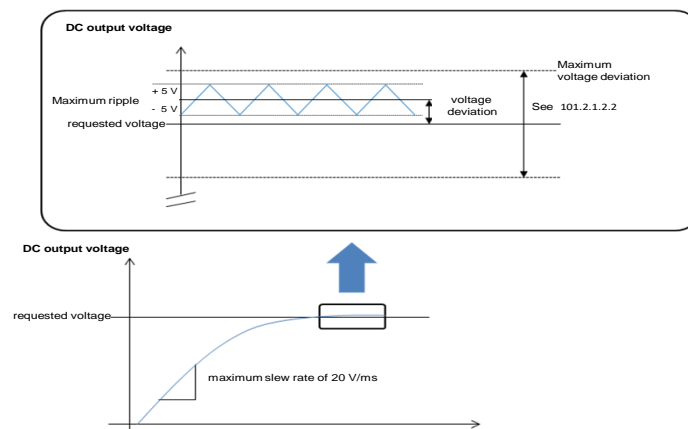 DC output voltage
Maximum
voltage deviation
+ 5 V
Maximum ripple
voltage
deviation
See 101.2.1.2.2
- 5 V
requested voltage
DC output voltage
requested voltage
maximum slew rate of 20 V/ms